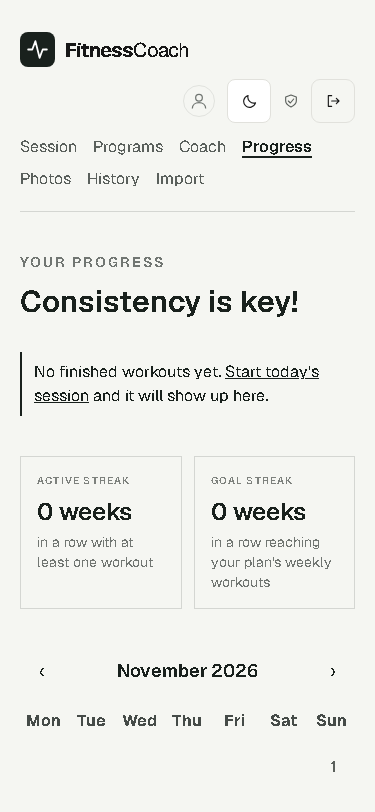 FitnessCoach
Session Programs Coach Progress
Photos History Import
YOUR PROGRESS
Consistency is key!
No finished workouts yet. Start today's
session and it will show up here.
ACTIVE STREAK
0 weeks
in a row with at
least one workout
GOAL STREAK
0 weeks
in a row reaching
your plan's weekly
workouts
‹ November 2026 ›
Mon Tue Wed Thu Fri Sat Sun
1